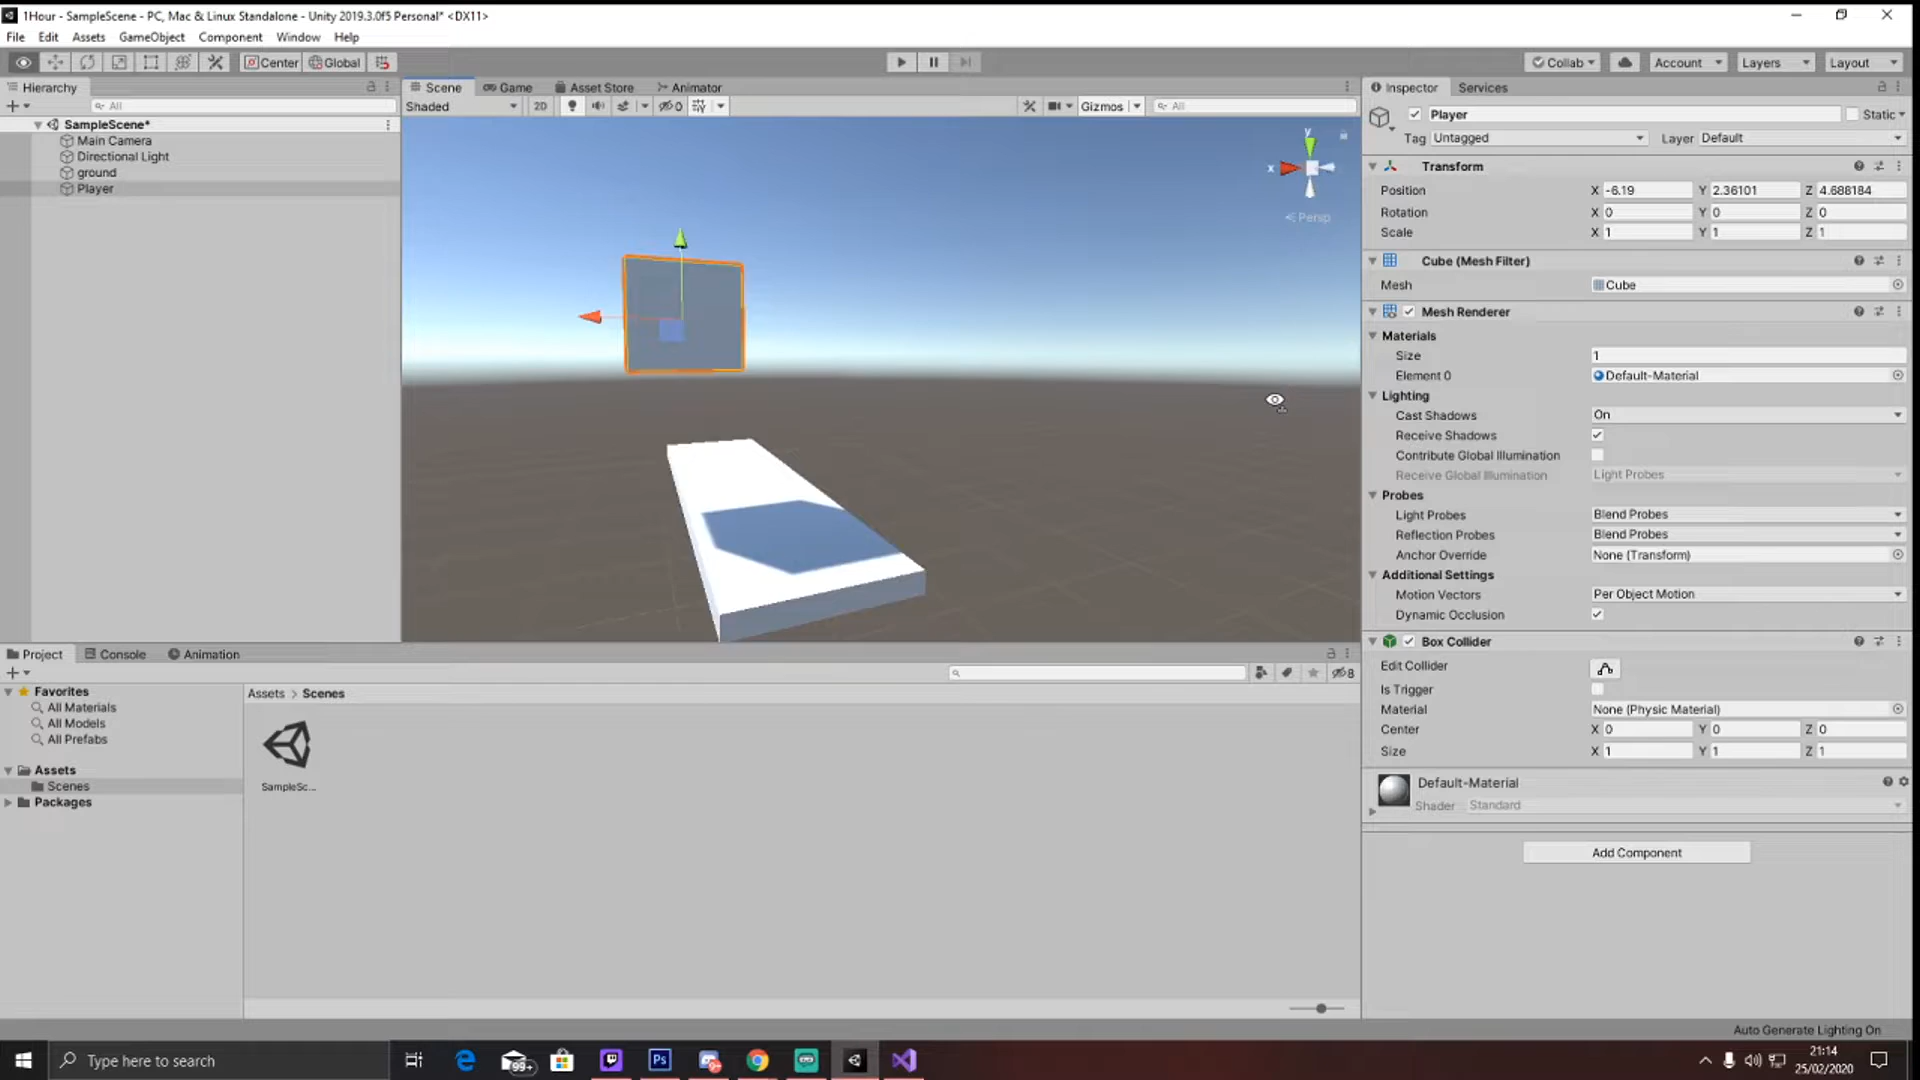 1Hour - SampleScene - PC, Mac & Linux Standalone - Unity 2019.3.0f5 Personal* <DX11>
File Edit Assets GameObject Component Window Help
Center Global Collab Account Layers Layout
Hierarchy
All
SampleScene*
Main Camera
Directional Light
ground
Player
Scene Game Asset Store Animator
Shaded 2D 0 Gizmos All
y
x
Persp
Inspector Services
Player Static
Tag Untagged Layer Default
Transform
Position X -6.19 Y 2.36101 Z 4.688184
Rotation X 0 Y 0 Z 0
Scale X 1 Y 1 Z 1
Cube (Mesh Filter)
Mesh Cube
Mesh Renderer
Materials
Size 1
Element 0 Default-Material
Lighting
Cast Shadows On
Receive Shadows
Contribute Global Illumination
Receive Global Illumination Light Probes
Probes
Light Probes Blend Probes
Reflection Probes Blend Probes
Anchor Override None (Transform)
Additional Settings
Motion Vectors Per Object Motion
Dynamic Occlusion
Box Collider
Edit Collider
Is Trigger
Material None (Physic Material)
Center X 0 Y 0 Z 0
Size X 1 Y 1 Z 1
Default-Material
Shader Standard
Add Component
Project Console Animation
8
Favorites
All Materials
All Models
All Prefabs
Assets
Scenes
Packages
Assets > Scenes
SampleSc...
Auto Generate Lighting On
Type here to search
99+
Ps
21:14
25/02/2020